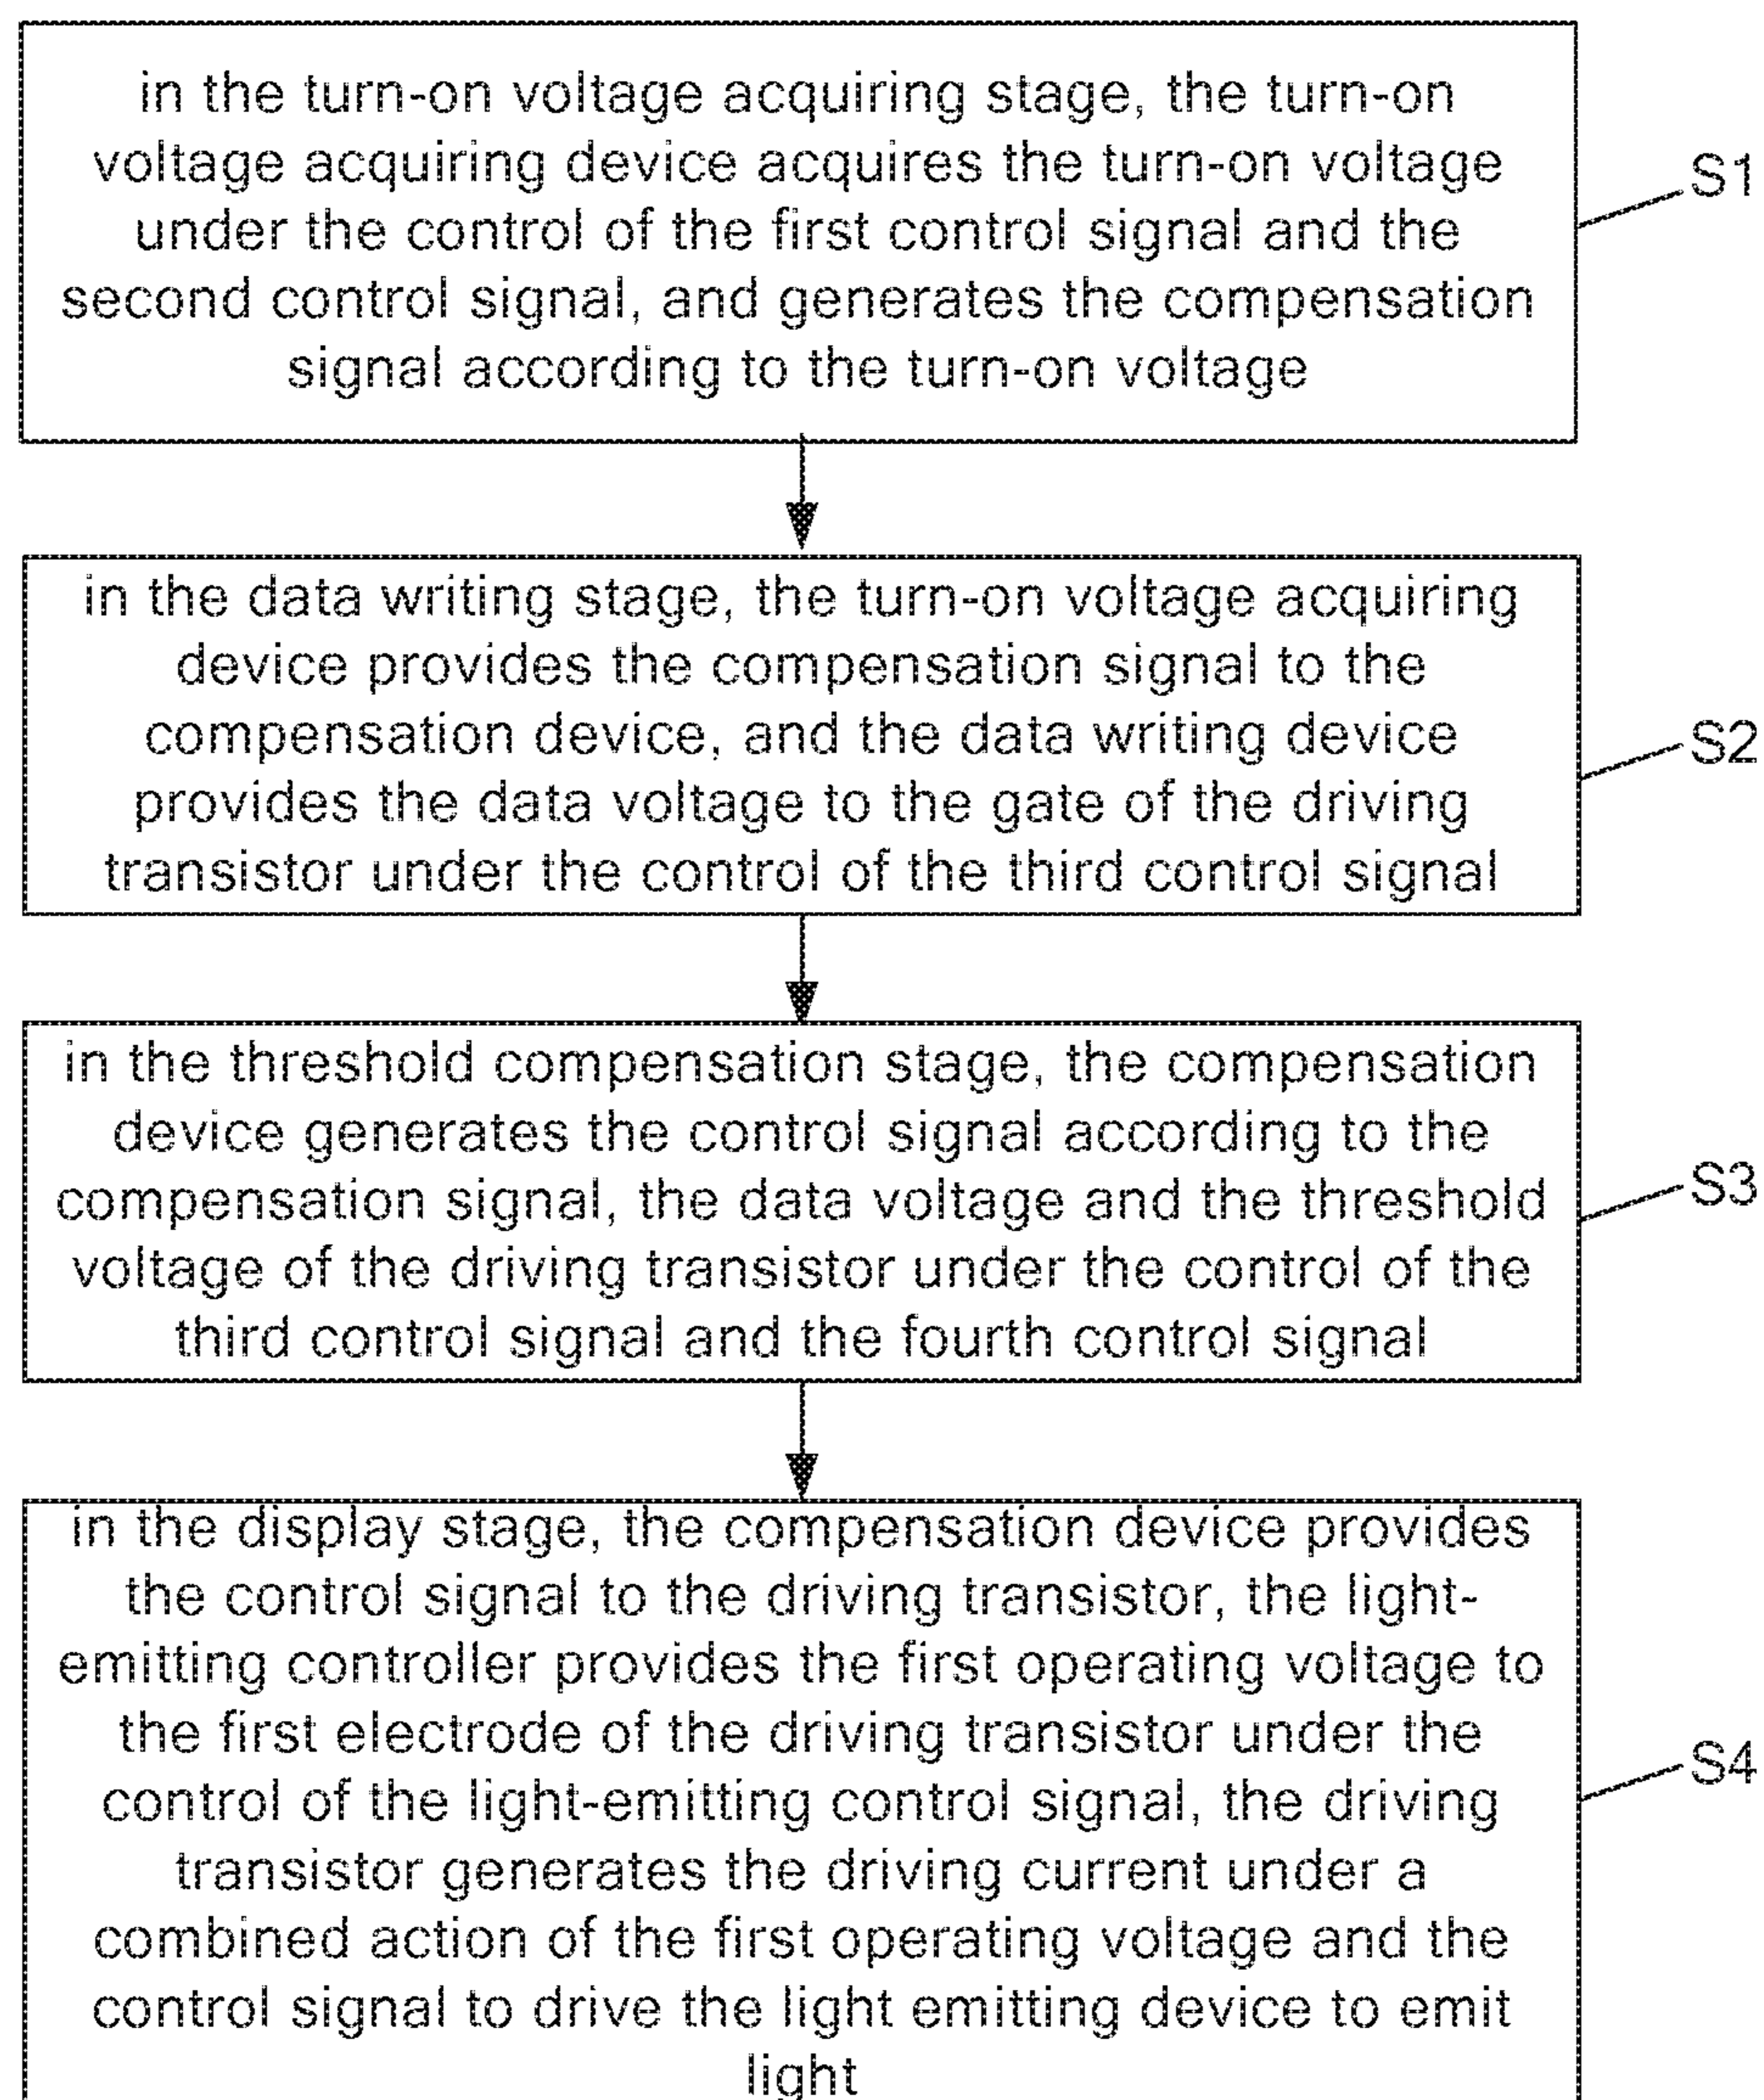 in the turn-on voltage acquiring stage, the turn-on
voltage acquiring device acquires the turn-on voltage
under the control of the first control signal and the
second control signal, and generates the compensation
signal according to the turn-on voltage
S1
in the data writing stage, the turn-on voltage acquiring
device provides the compensation signal to the
compensation device, and the data writing device
provides the data voltage to the gate of the driving
transistor under the control of the third control signal
S2
in the threshold compensation stage, the compensation
device generates the control signal according to the
compensation signal, the data voltage and the threshold
voltage of the driving transistor under the control of the
third control signal and the fourth control signal
S3
in the display stage, the compensation device provides
the control signal to the driving transistor, the light-
emitting controller provides the first operating voltage to
the first electrode of the driving transistor under the
control of the light-emitting control signal, the driving
transistor generates the driving current under a
combined action of the first operating voltage and the
control signal to drive the light emitting device to emit
light
S4